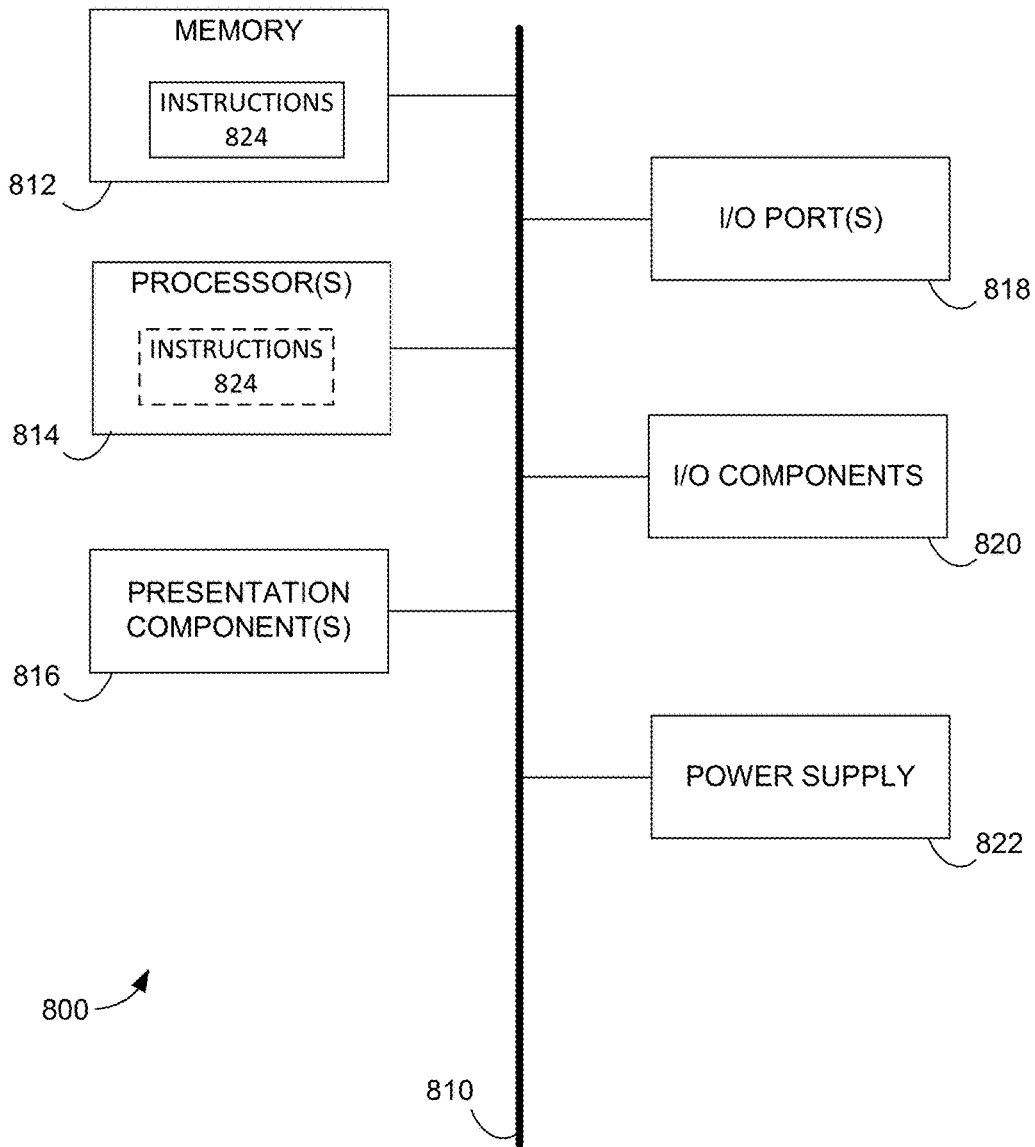 MEMORY
INSTRUCTIONS
824
812
I/O PORT(S)
818
PROCESSOR(S)
INSTRUCTIONS
824
814
I/O COMPONENTS
820
PRESENTATION
COMPONENT(S)
816
POWER SUPPLY
822
800
810